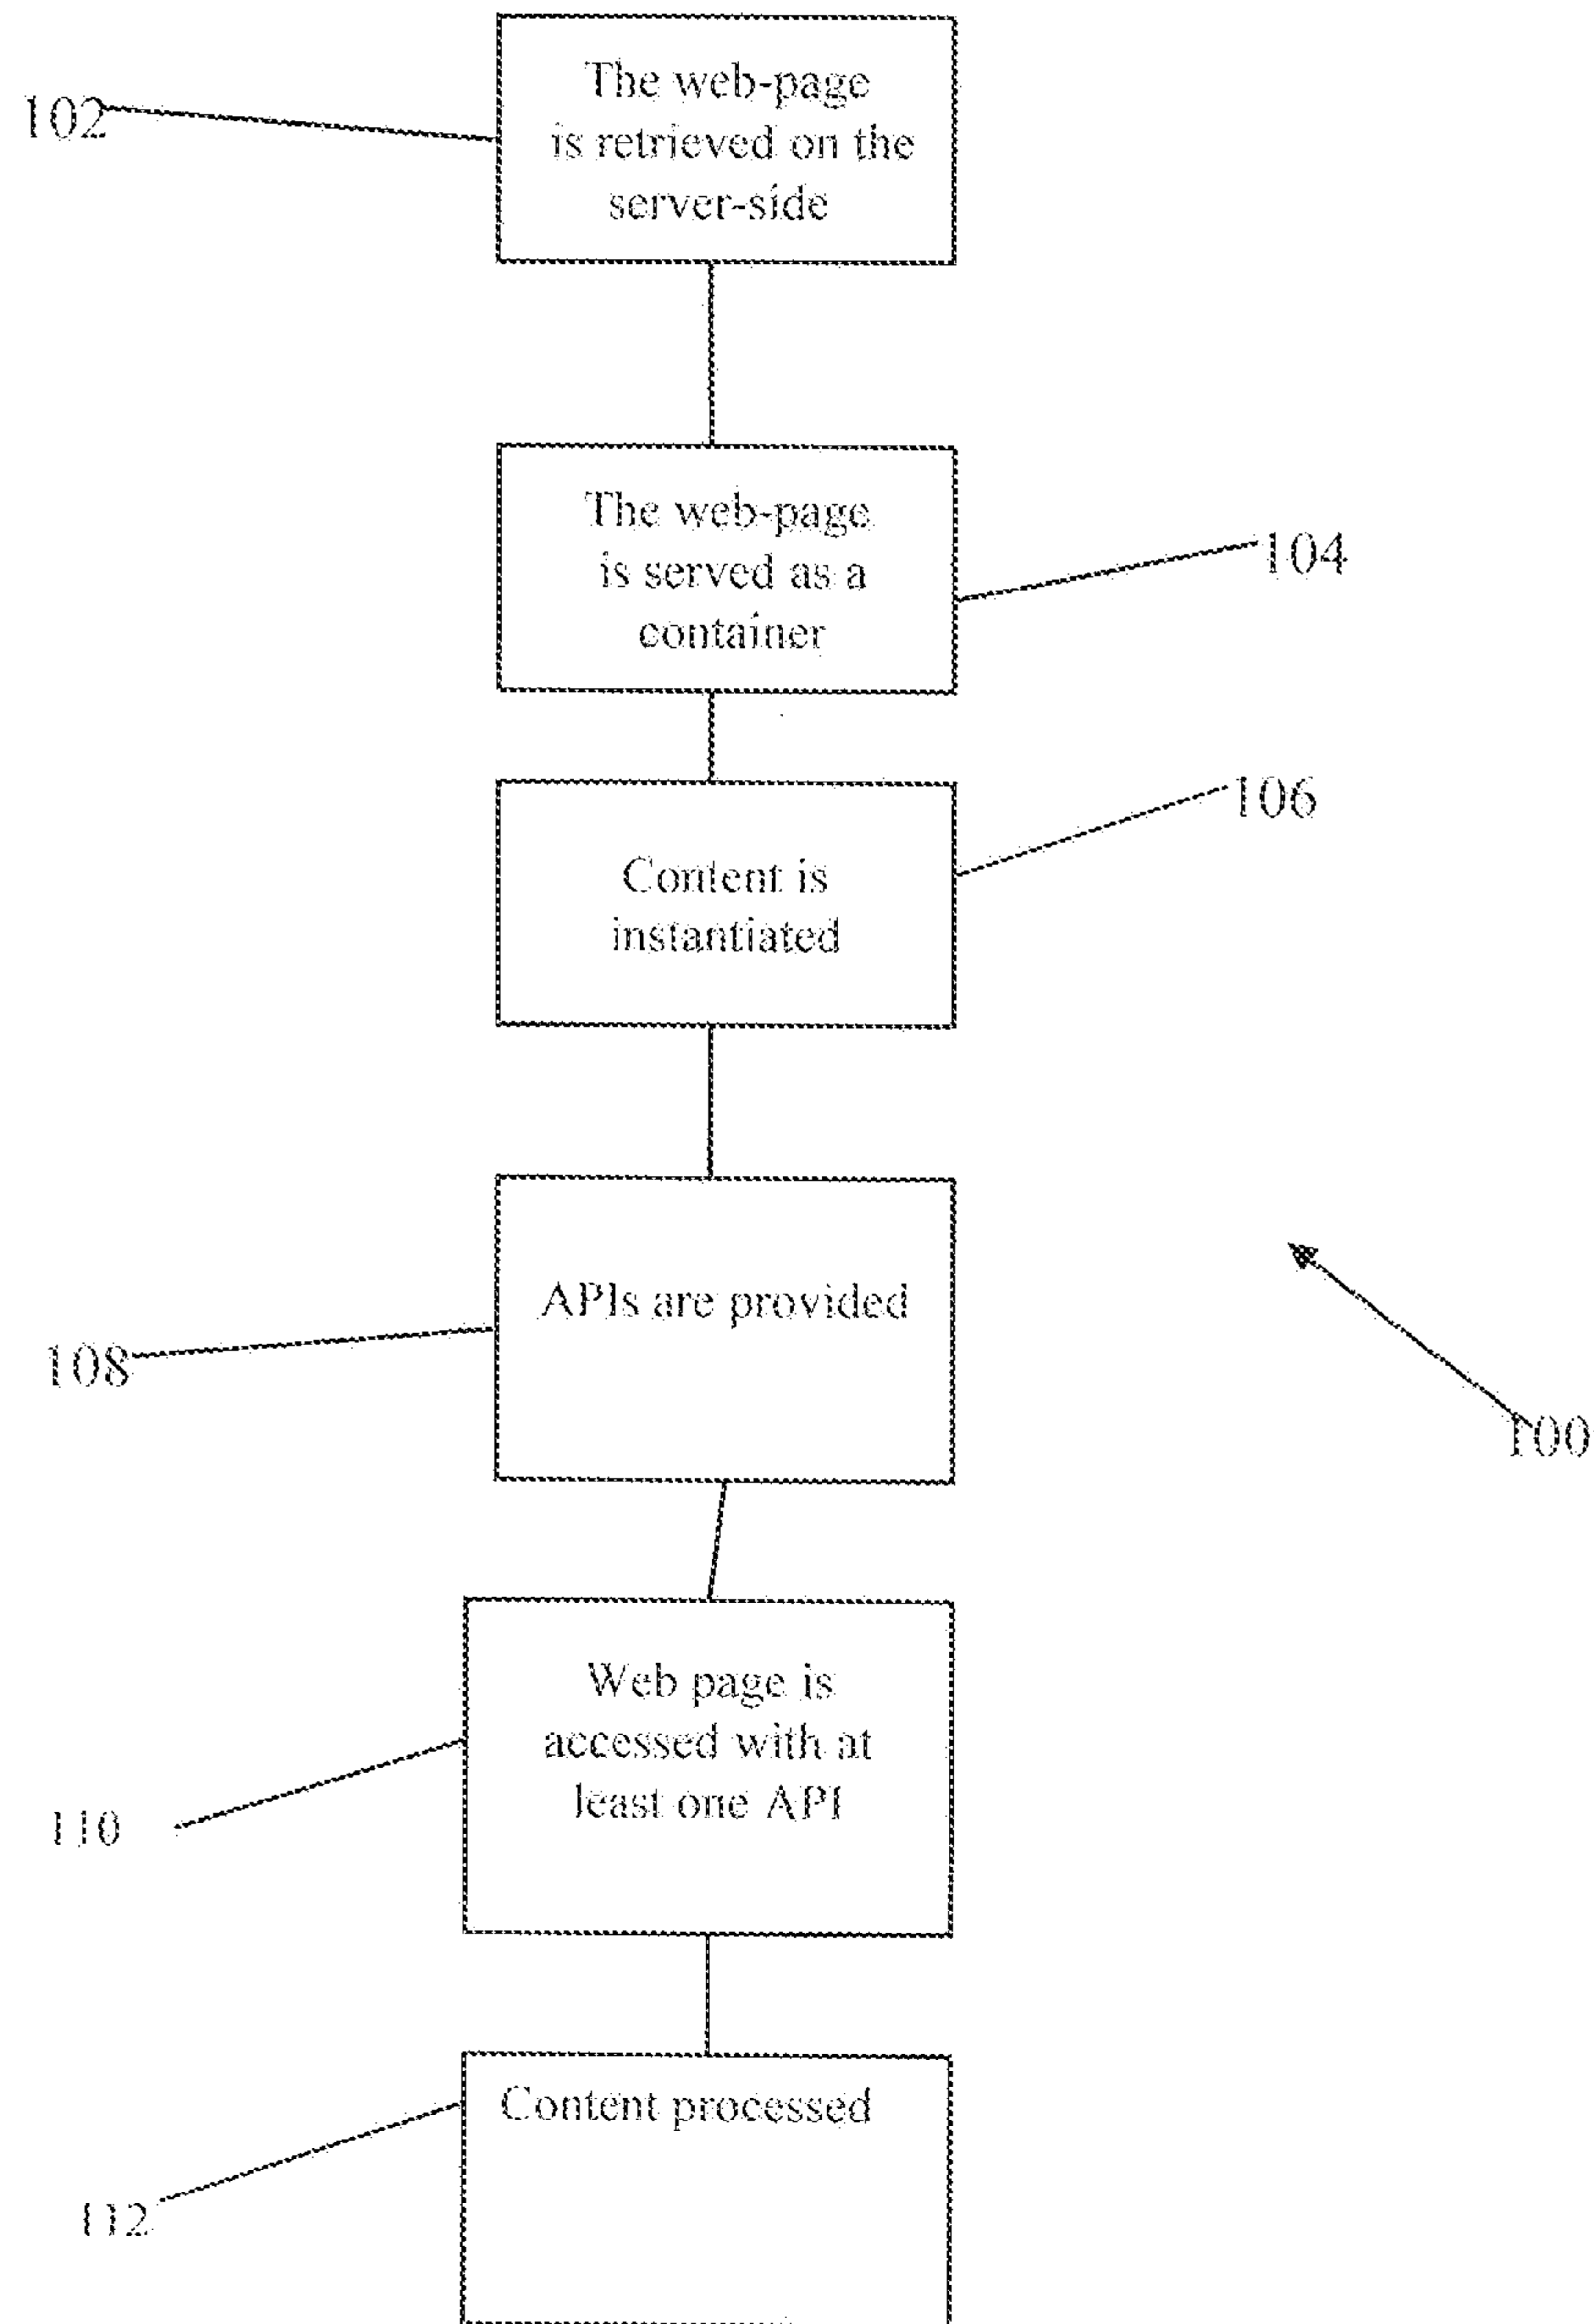 The web-page
is retrieved on the
server-side
102
The web-page
is served as a
container
104
106
Content is
instantiated
APIs are provided
108
100
Web page is
accessed with at
least one API
110
Content processed
112